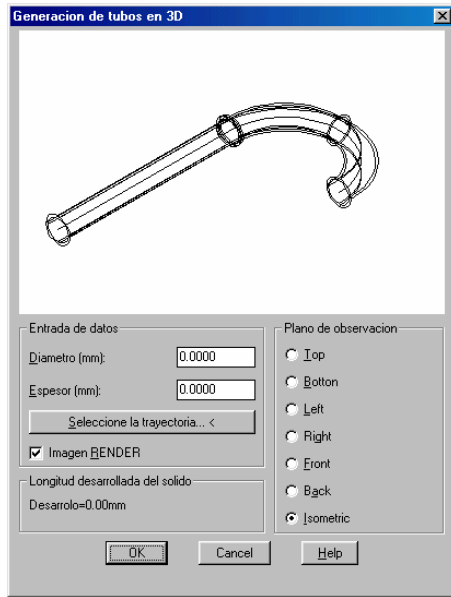 Generacion de tubos en 3D
Entrada de datos
Diametro (mm):
0.0000
Espesor (mm):
0.0000
Seleccione la trayectoria... <
Imagen RENDER
Longitud desarrollada del solido
Desarrolo=0.00mm
Plano de observacion
Top
Botton
Left
Right
Front
Back
Isometric
OK
Cancel
Help